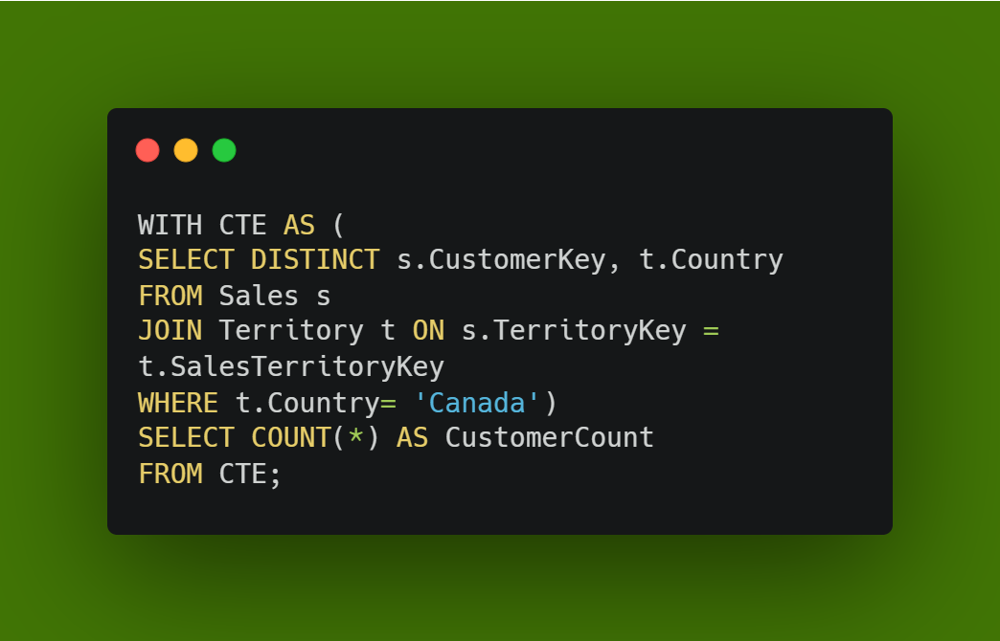 WITH CTE AS (
SELECT DISTINCT s.CustomerKey, t.Country
FROM Sales s
JOIN Territory t ON s.TerritoryKey =
t.SalesTerritoryKey
WHERE t.Country= 'Canada')
SELECT COUNT(*) AS CustomerCount
FROM CTE;